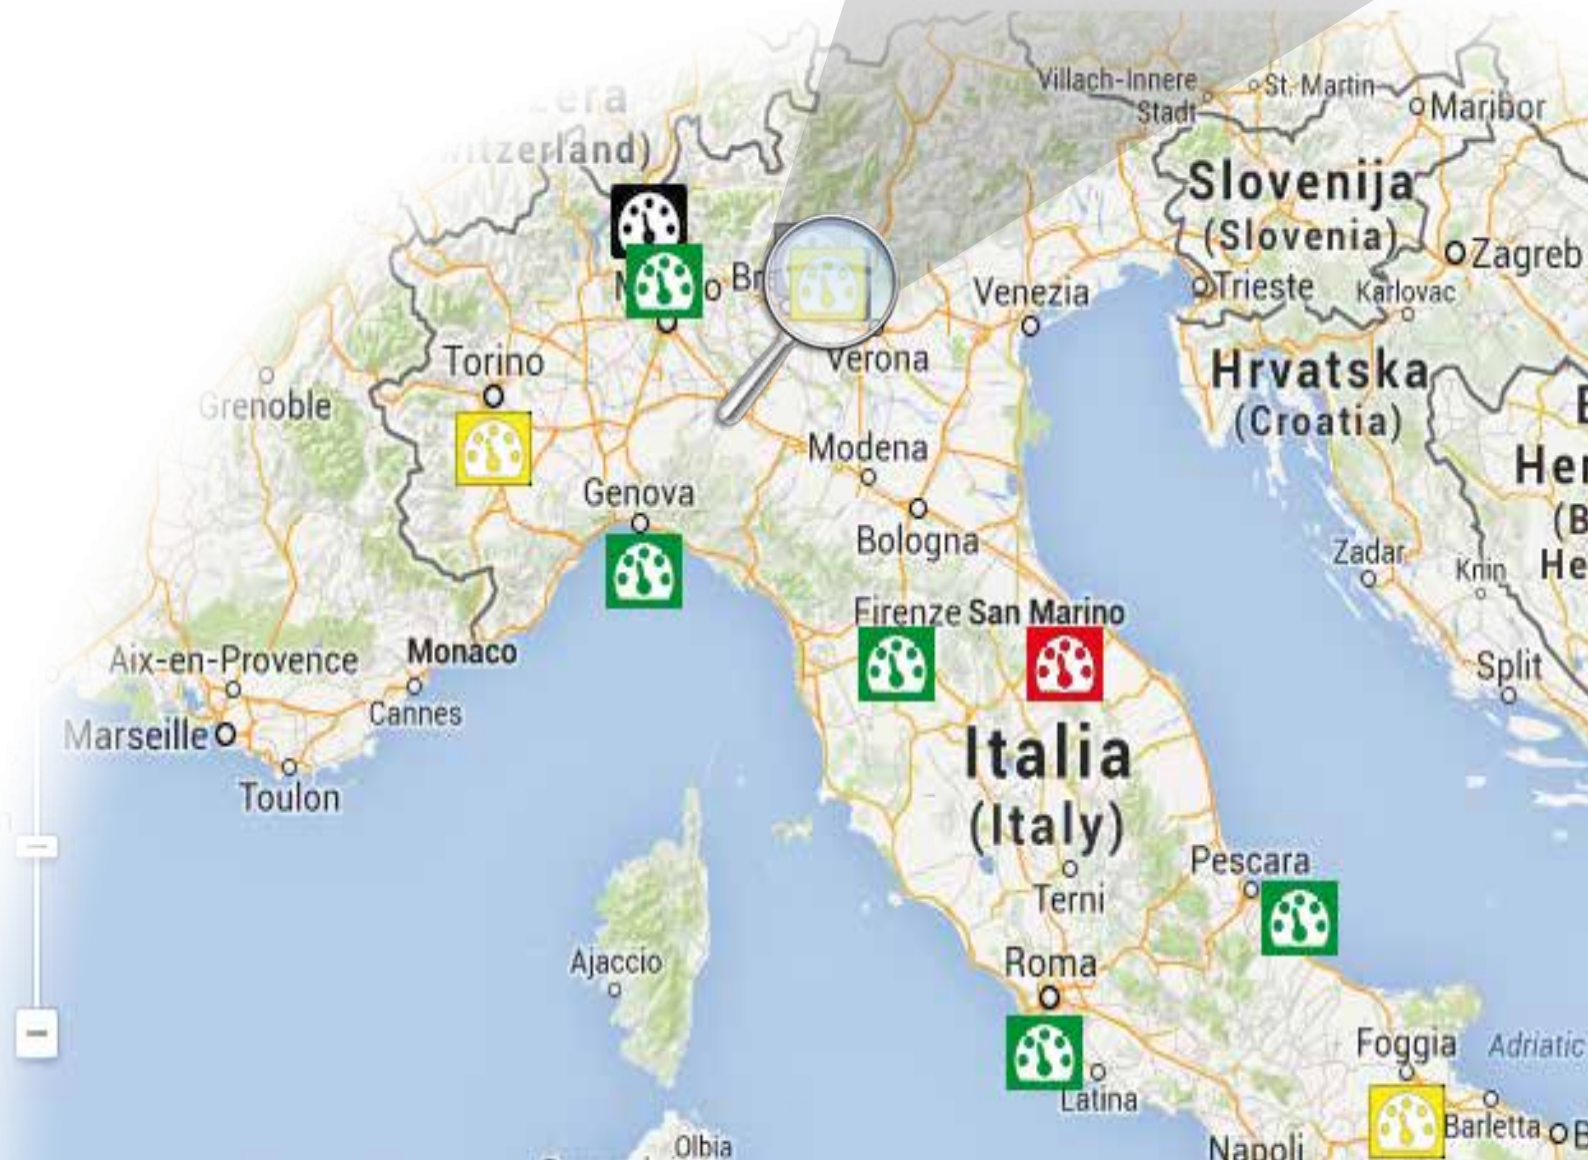 Villach-Innere
Stadt
St. Martin
Maribor
Slovenija
(Slovenia)
Zagreb
Trieste
Karlovac
Venezia
Verona
Torino
Grenoble
Hrvatska
(Croatia)
Modena
Genova
Bologna
Zadar
Knin
Firenze
San Marino
Aix-en-Provence
Monaco
Cannes
Marseille
Toulon
Split
Italia
(Italy)
Pescara
Terni
Ajaccio
Roma
Foggia
Adriatic
Latina
Barletta
Olbia
Napoli